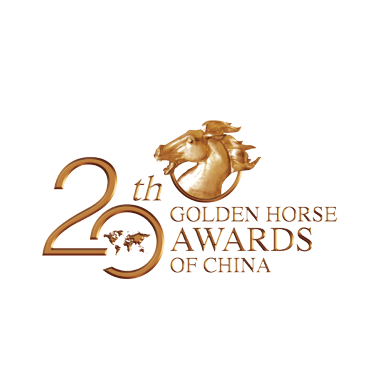 20th
GOLDEN HORSE
AWARDS
OF CHINA